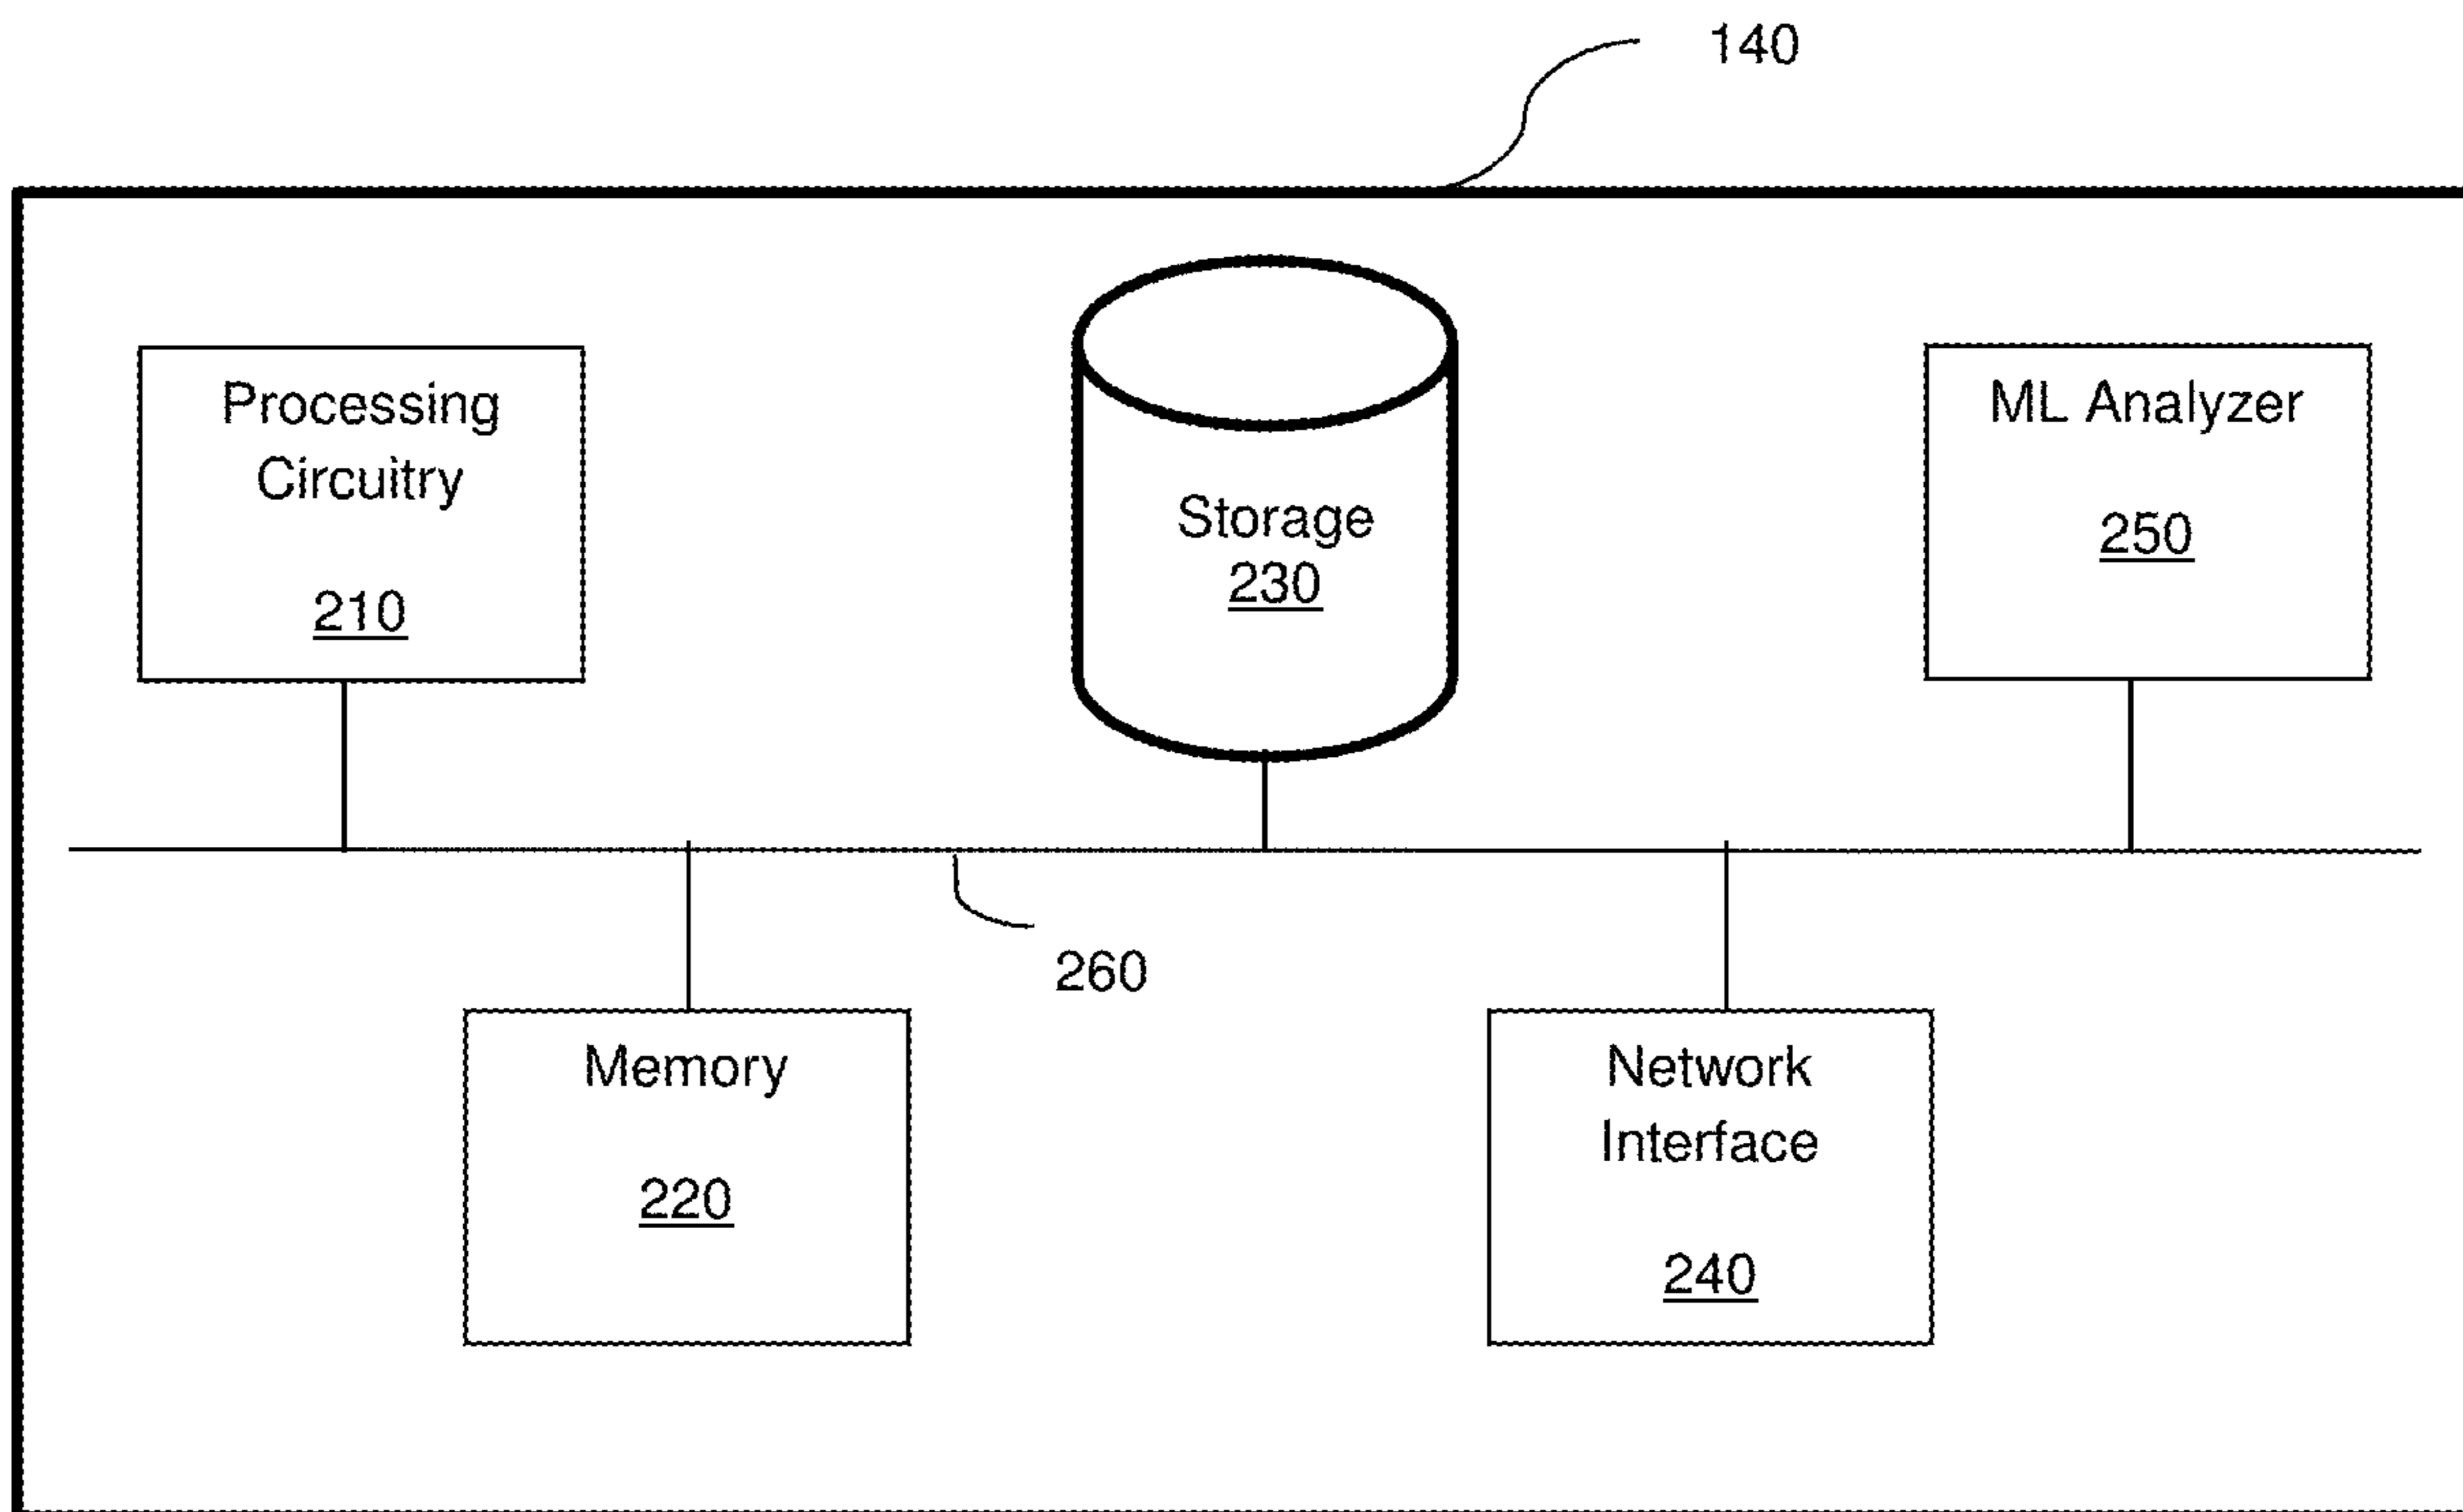 140
Processing
Circuitry
210
Storage
230
ML Analyzer
250
260
Memory
220
Network
Interface
240